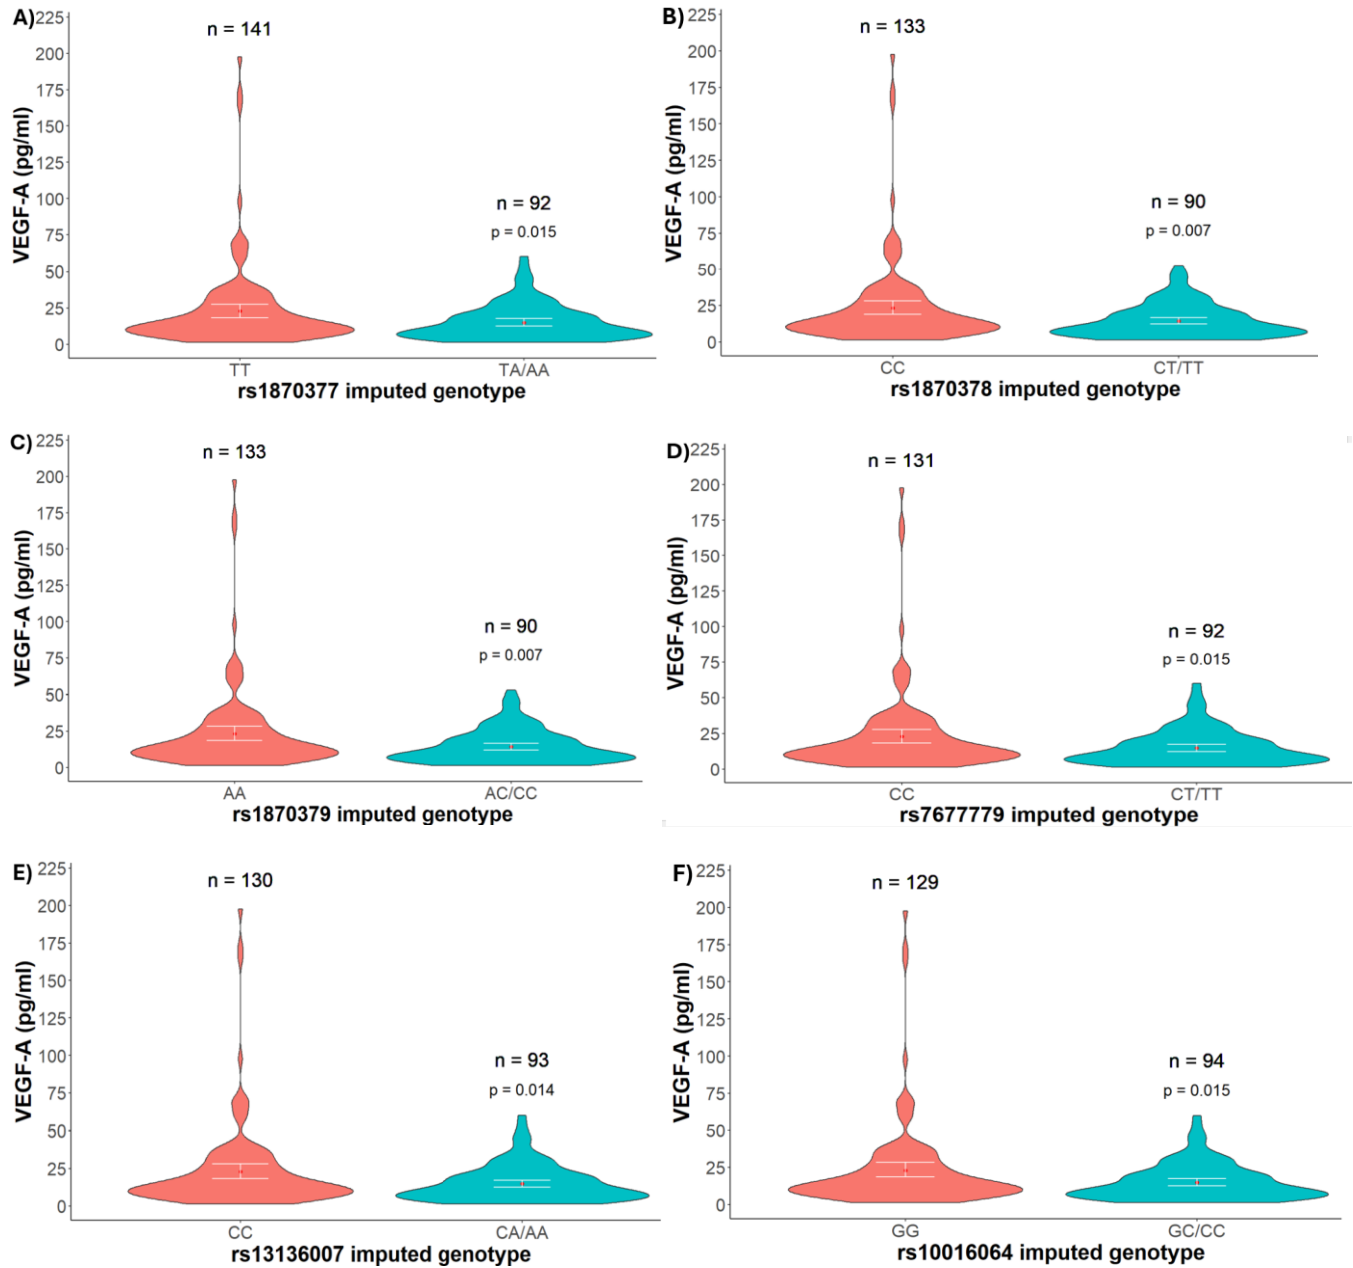 A)
VEGF-A (pg/ml)
225
200
175
150
125
100
75
50
25
0
n = 141
n = 92
p = 0.015
TT
TA/AA
rs1870377 imputed genotype
B)
VEGF-A (pg/ml)
225
200
175
150
125
100
75
50
25
0
n = 133
n = 90
p = 0.007
CC
CT/TT
rs1870378 imputed genotype
C)
VEGF-A (pg/ml)
225
200
175
150
125
100
75
50
25
0
n = 133
n = 90
p = 0.007
AA
AC/CC
rs1870379 imputed genotype
D)
VEGF-A (pg/ml)
225
200
175
150
125
100
75
50
25
0
n = 131
n = 92
p = 0.015
CC
CT/TT
rs7677779 imputed genotype
E)
VEGF-A (pg/ml)
225
200
175
150
125
100
75
50
25
0
n = 130
n = 93
p = 0.014
CC
CA/AA
rs13136007 imputed genotype
F)
VEGF-A (pg/ml)
225
200
175
150
125
100
75
50
25
0
n = 129
n = 94
p = 0.015
GG
GC/CC
rs10016064 imputed genotype